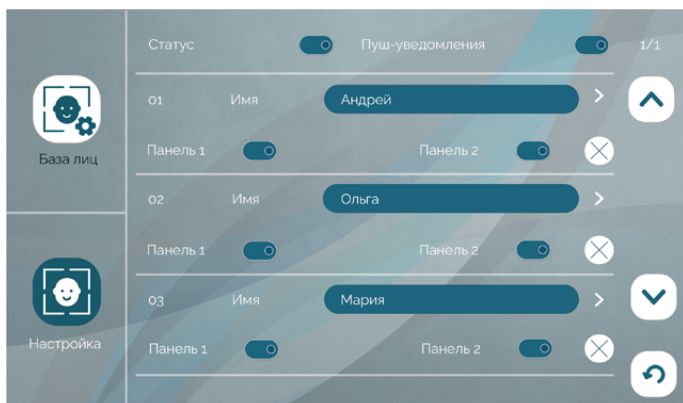 Статус Пуш-уведомления 1/1
01 Имя Андрей
База лиц
Панель 1 Панель 2
02 Имя Ольга
Панель 1 Панель 2
03 Имя Мария
Настройка
Панель 1 Панель 2